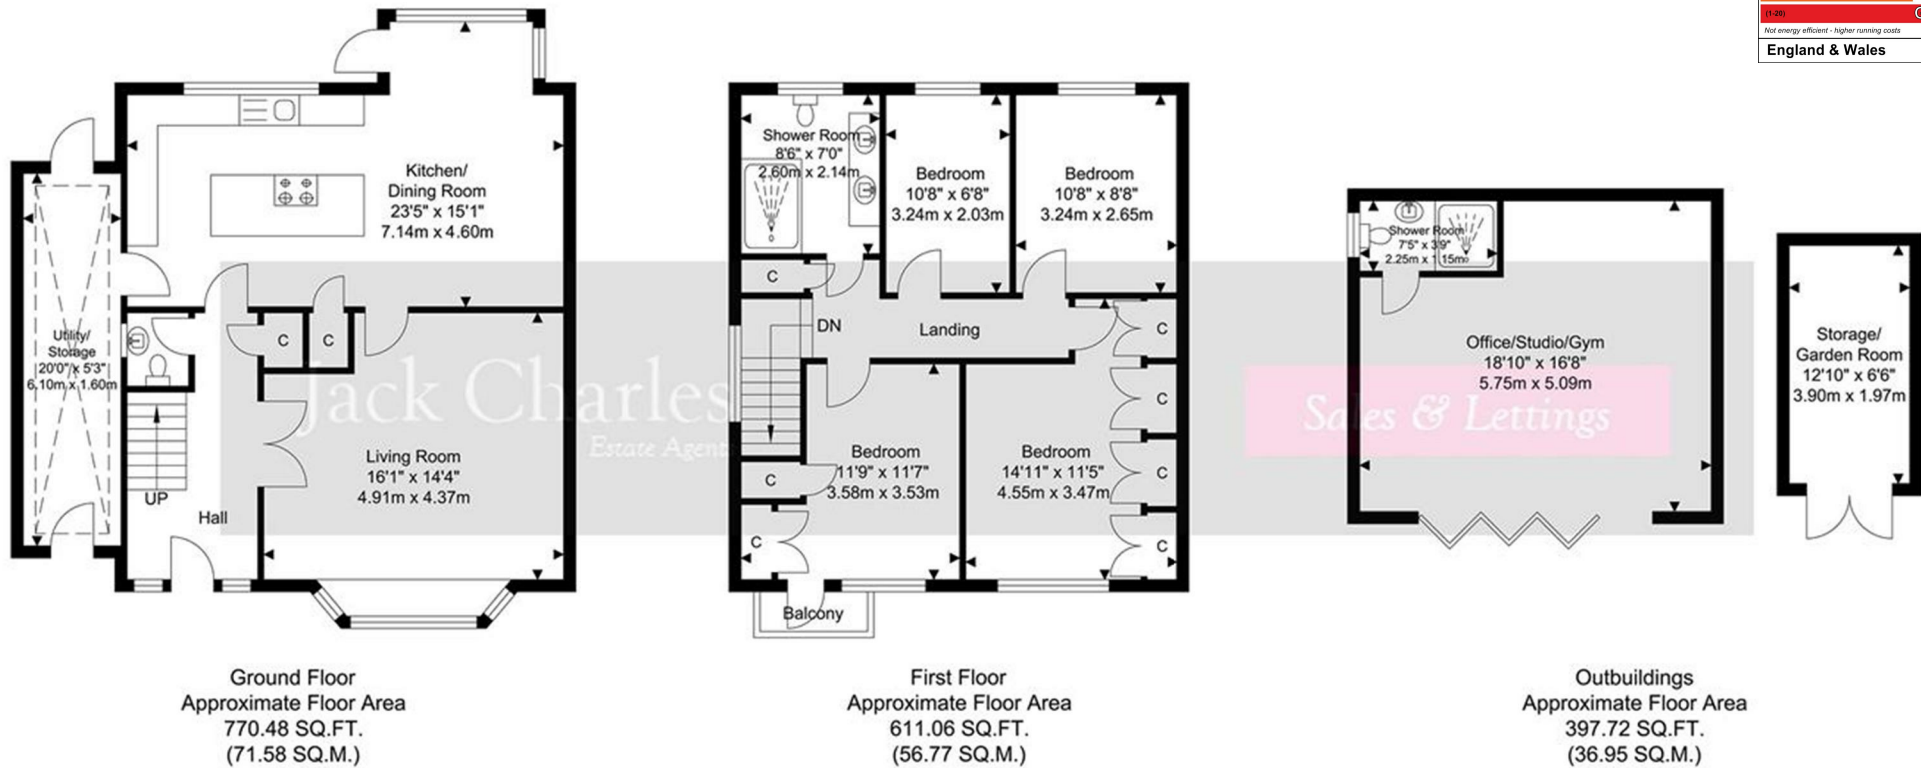 (1-20)
Not energy efficient - higher running costs
England & Wales
Kitchen/
Dining Room
23'5" x 15'1"
7.14m x 4.60m
Utility/
Storage
20'0" x 5'3"
6.10m x 1.60m
C
C
UP
Hall
Living Room
16'1" x 14'4"
4.91m x 4.37m
Shower Room
8'6" x 7'0"
2.60m x 2.14m
Bedroom
10'8" x 6'8"
3.24m x 2.03m
Bedroom
10'8" x 8'8"
3.24m x 2.65m
C
DN
Landing
C
C
C
C
C
C
Bedroom
11'9" x 11'7"
3.58m x 3.53m
Bedroom
14'11" x 11'5"
4.55m x 3.47m
Balcony
Shower Room
7'5" x 3'9"
2.25m x 1.15m
Office/Studio/Gym
18'10" x 16'8"
5.75m x 5.09m
Storage/
Garden Room
12'10" x 6'6"
3.90m x 1.97m
Jack Charles
Estate Agents
Sales & Lettings
Ground Floor
Approximate Floor Area
770.48 SQ.FT.
(71.58 SQ.M.)
First Floor
Approximate Floor Area
611.06 SQ.FT.
(56.77 SQ.M.)
Outbuildings
Approximate Floor Area
397.72 SQ.FT.
(36.95 SQ.M.)